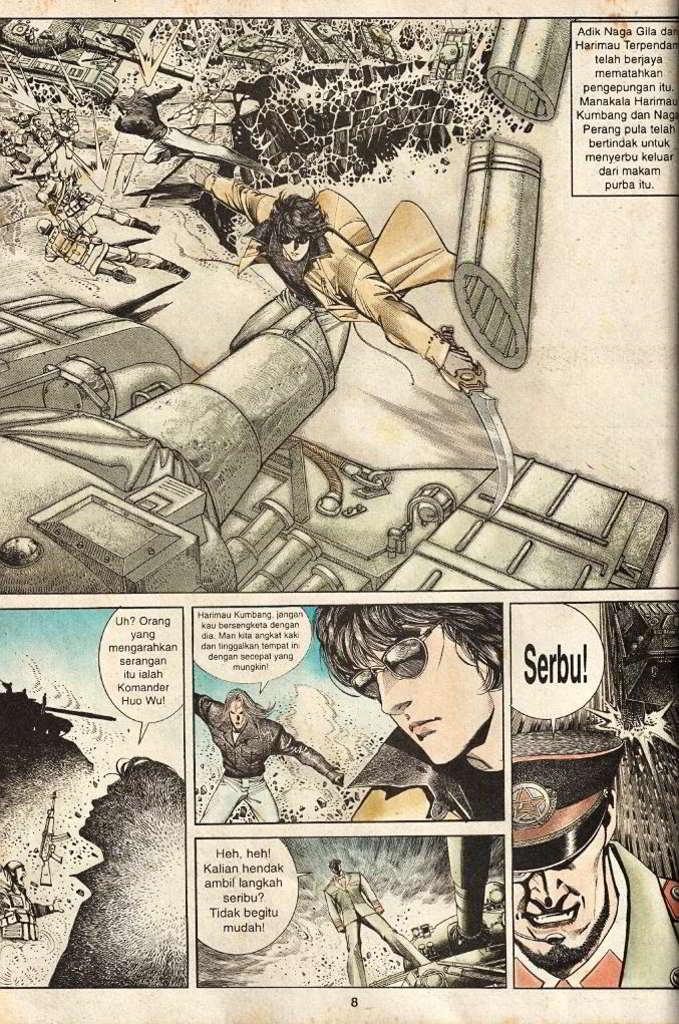 Adik Naga Gila dan
Harimau Terpendam
telah berjaya
mematahkan
pengepungan itu.
Manakala Harimau
Kumbang dan Naga
Perang pula telah
bertindak untuk
menyerbu keluar
dari makam
purba itu.
Uh? Orang
yang
mengarahkan
serangan
itu ialah
Komander
Huo Wu!
Harimau Kumbang, jangan
kau bersengketa dengan
dia. Mari kita angkat kaki
dan tinggalkan tempat ini
dengan secepat yang
mungkin!
Heh, heh!
Kalian hendak
ambil langkah
seribu?
Tidak begitu
mudah!
Serbu!
8